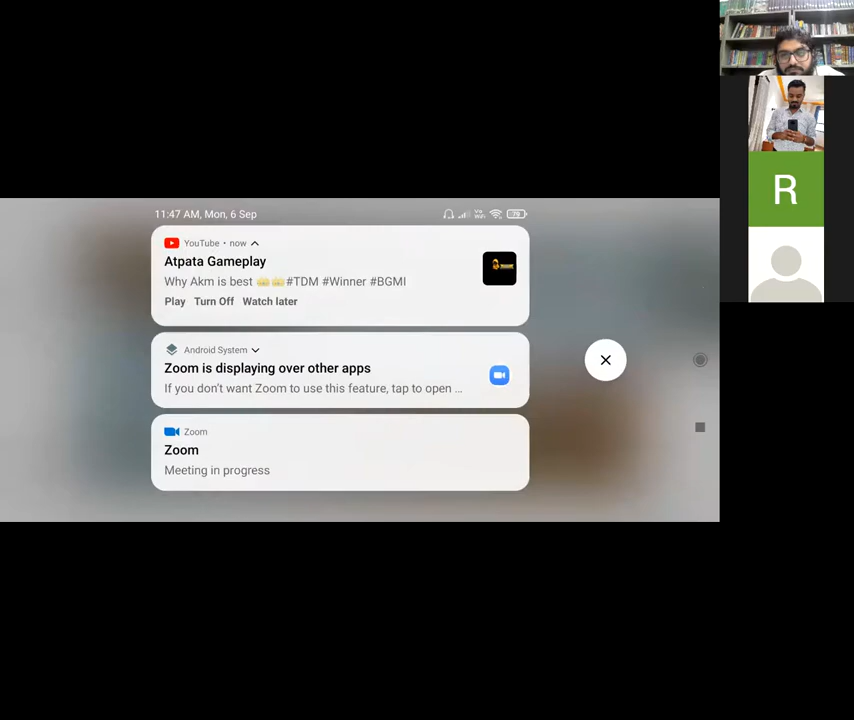 11:47 AM, Mon, 6 Sep
79
YouTube • now
Atpata Gameplay
Why Akm is best 👑👑#TDM #Winner #BGMI
Play Turn Off Watch later
Android System
Zoom is displaying over other apps
If you don't want Zoom to use this feature, tap to open ...
Zoom
Zoom
Meeting in progress
R